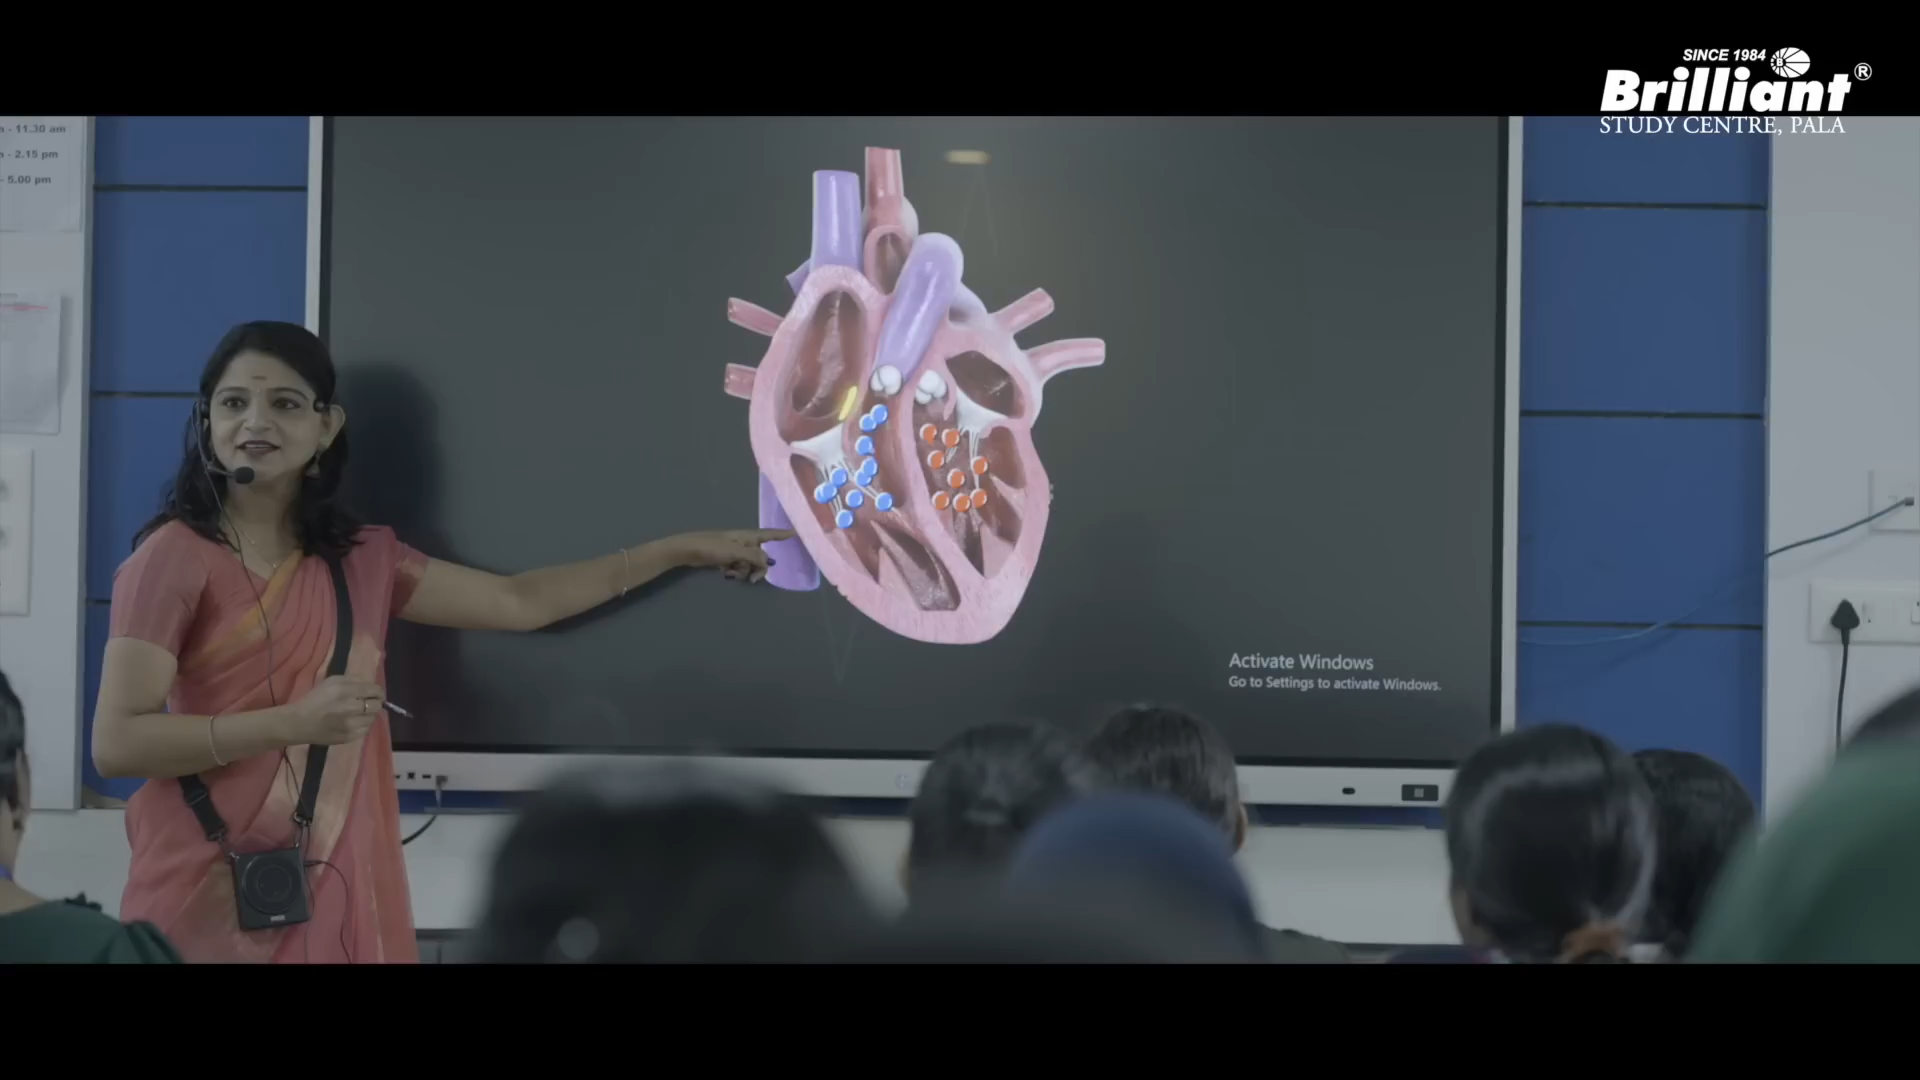 SINCE 1984
Brilliant®
STUDY CENTRE, PALA
- 11.30 am
- 2.15 pm
- 5.00 pm
Activate Windows
Go to Settings to activate Windows.